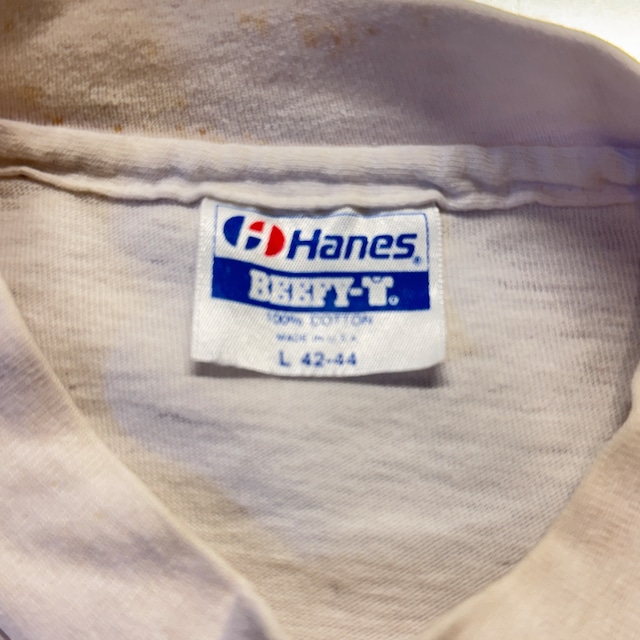 Hanes®
BEEFY-T®
100% COTTON
MADE IN U.S.A.
L 42-44